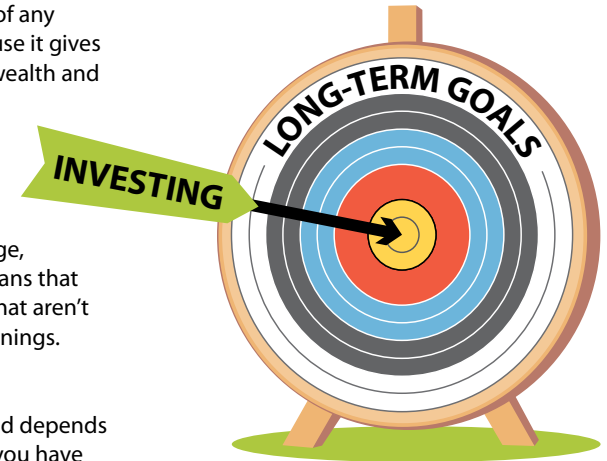 of any
use it gives
wealth and
LONG-TERM GOALS
INVESTING
ge,
ans that
hat aren't
nings.
d depends
you have